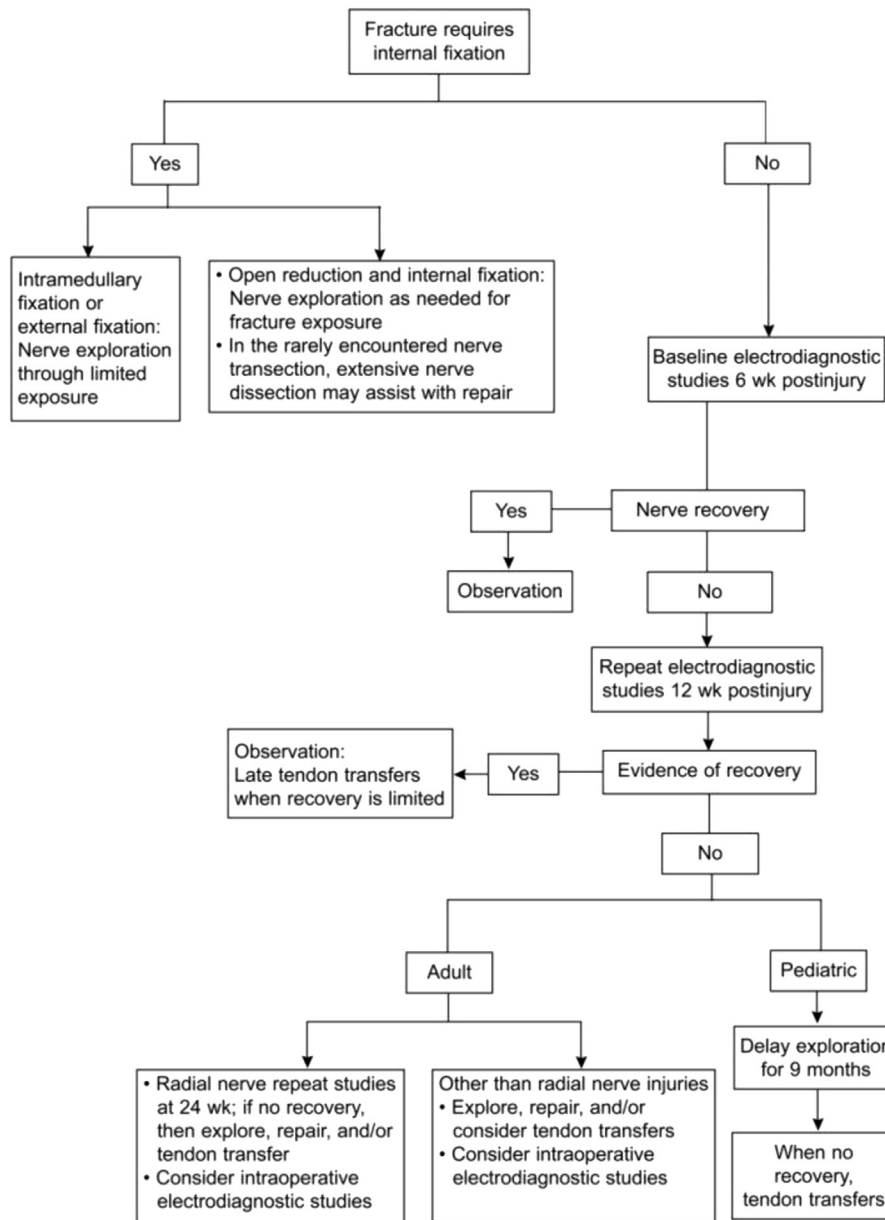 Fracture requires
internal fixation
Yes
No
Intramedullary
fixation or
external fixation:
Nerve exploration
through limited
exposure
• Open reduction and internal fixation:
Nerve exploration as needed for
fracture exposure
• In the rarely encountered nerve
transection, extensive nerve
dissection may assist with repair
Baseline electrodiagnostic
studies 6 wk postinjury
Yes
Nerve recovery
Observation
No
Repeat electrodiagnostic
studies 12 wk postinjury
Observation:
Late tendon transfers
when recovery is limited
Yes
Evidence of recovery
No
Adult
Pediatric
• Radial nerve repeat studies
at 24 wk; if no recovery,
then explore, repair, and/or
tendon transfer
• Consider intraoperative
electrodiagnostic studies
Other than radial nerve injuries
• Explore, repair, and/or
consider tendon transfers
• Consider intraoperative
electrodiagnostic studies
Delay exploration
for 9 months
When no
recovery,
tendon transfers